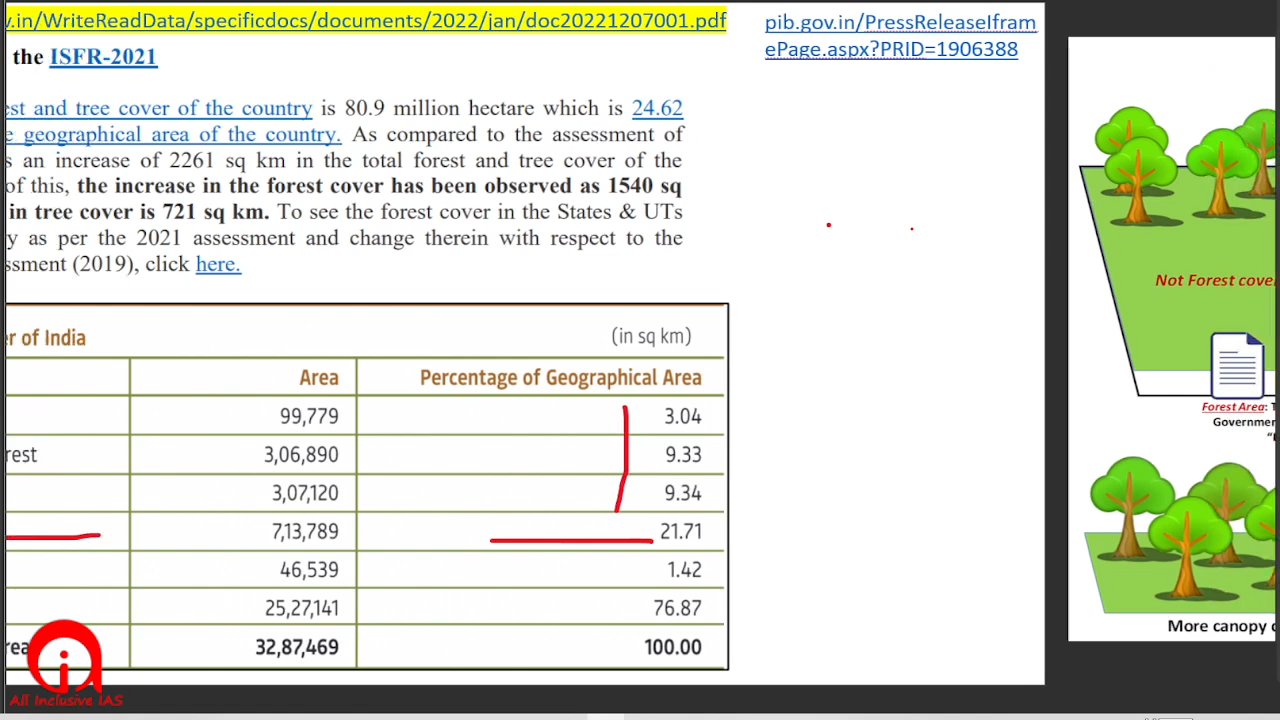 v.in/WriteReadData/specificdocs/documents/2022/jan/doc20221207001.pdf
pib.gov.in/PressReleaseIfram
ePage.aspx?PRID=1906388
the ISFR-2021
est and tree cover of the country is 80.9 million hectare which is 24.62
e geographical area of the country. As compared to the assessment of
s an increase of 2261 sq km in the total forest and tree cover of the
of this, the increase in the forest cover has been observed as 1540 sq
in tree cover is 721 sq km. To see the forest cover in the States & UTs
y as per the 2021 assessment and change therein with respect to the
ssment (2019), click here.
er of India (in sq km)
Area Percentage of Geographical Area
99,779 3.04
rest 3,06,890 9.33
3,07,120 9.34
7,13,789 21.71
46,539 1.42
25,27,141 76.87
rea 32,87,469 100.00
All Inclusive IAS
Not Forest cove
Forest Area: T
Governmen
More canopy